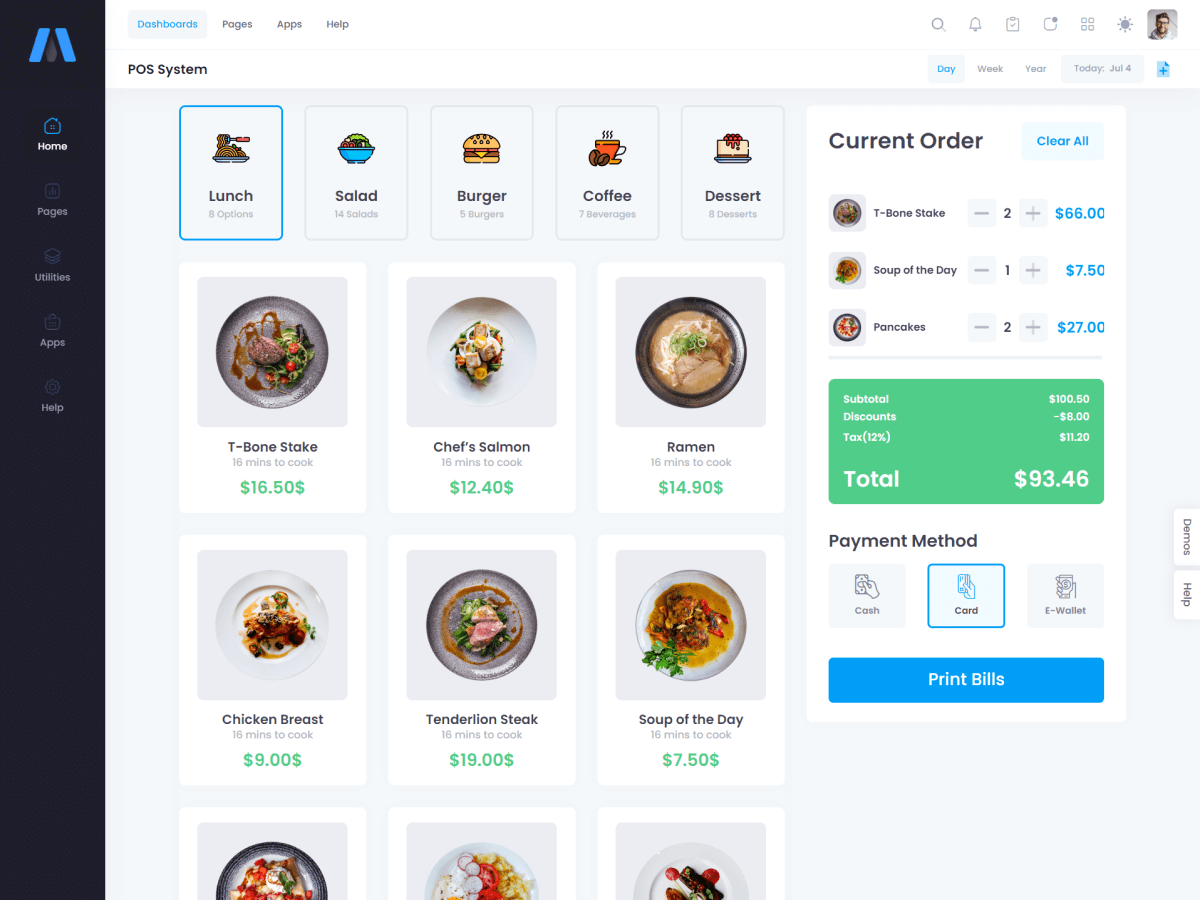 Dashboards
Pages
Apps
Help
POS System
Day
Week
Year
Today: Jul 4
Home
Pages
Utilities
Apps
Help
Lunch
8 Options
Salad
14 Salads
Burger
5 Burgers
Coffee
7 Beverages
Dessert
8 Desserts
T-Bone Stake
16 mins to cook
$16.50$
Chef's Salmon
16 mins to cook
$12.40$
Ramen
16 mins to cook
$14.90$
Chicken Breast
16 mins to cook
$9.00$
Tenderlion Steak
16 mins to cook
$19.00$
Soup of the Day
16 mins to cook
$7.50$
Current Order
Clear All
T-Bone Stake 2 $66.00
Soup of the Day 1 $7.50
Pancakes 2 $27.00
Subtotal $100.50
Discounts -$8.00
Tax(12%) $11.20
Total $93.46
Payment Method
Cash
Card
E-Wallet
Print Bills
Demos
Help